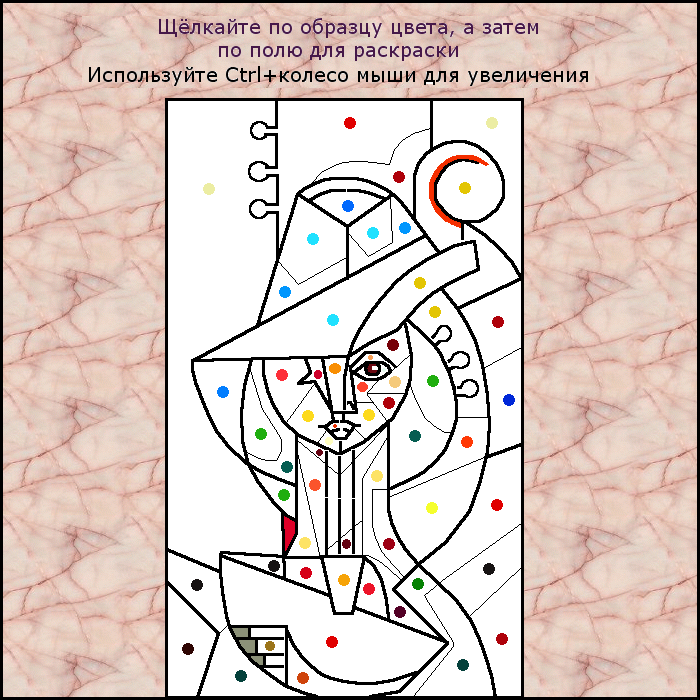 Щёлкайте по образцу цвета, а затем
по полю для раскраски
Используйте Ctrl+колесо мыши для увеличения